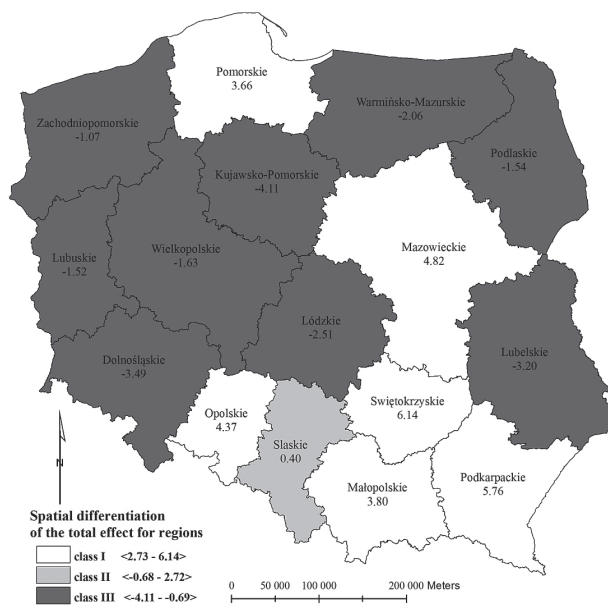 Pomorskie
3.66
Warmińsko-Mazurskie
-2.06
Zachodniopomorskie
-1.07
Podlaskie
-1.54
Kujawsko-Pomorskie
-4.11
Mazowieckie
4.82
Lubuskie
-1.52
Wielkopolskie
-1.63
Łódzkie
-2.51
Lubelskie
-3.20
Dolnośląskie
-3.49
Opolskie
4.37
Slaskie
0.40
Swiętokrzyskie
6.14
Małopolskie
3.80
Podkarpackie
5.76
N
Spatial differentiation
of the total effect for regions
class I <2.73 - 6.14>
class II <-0.68 - 2.72>
class III <-4.11 - -0.69>
0 50 000 100 000 200 000 Meters